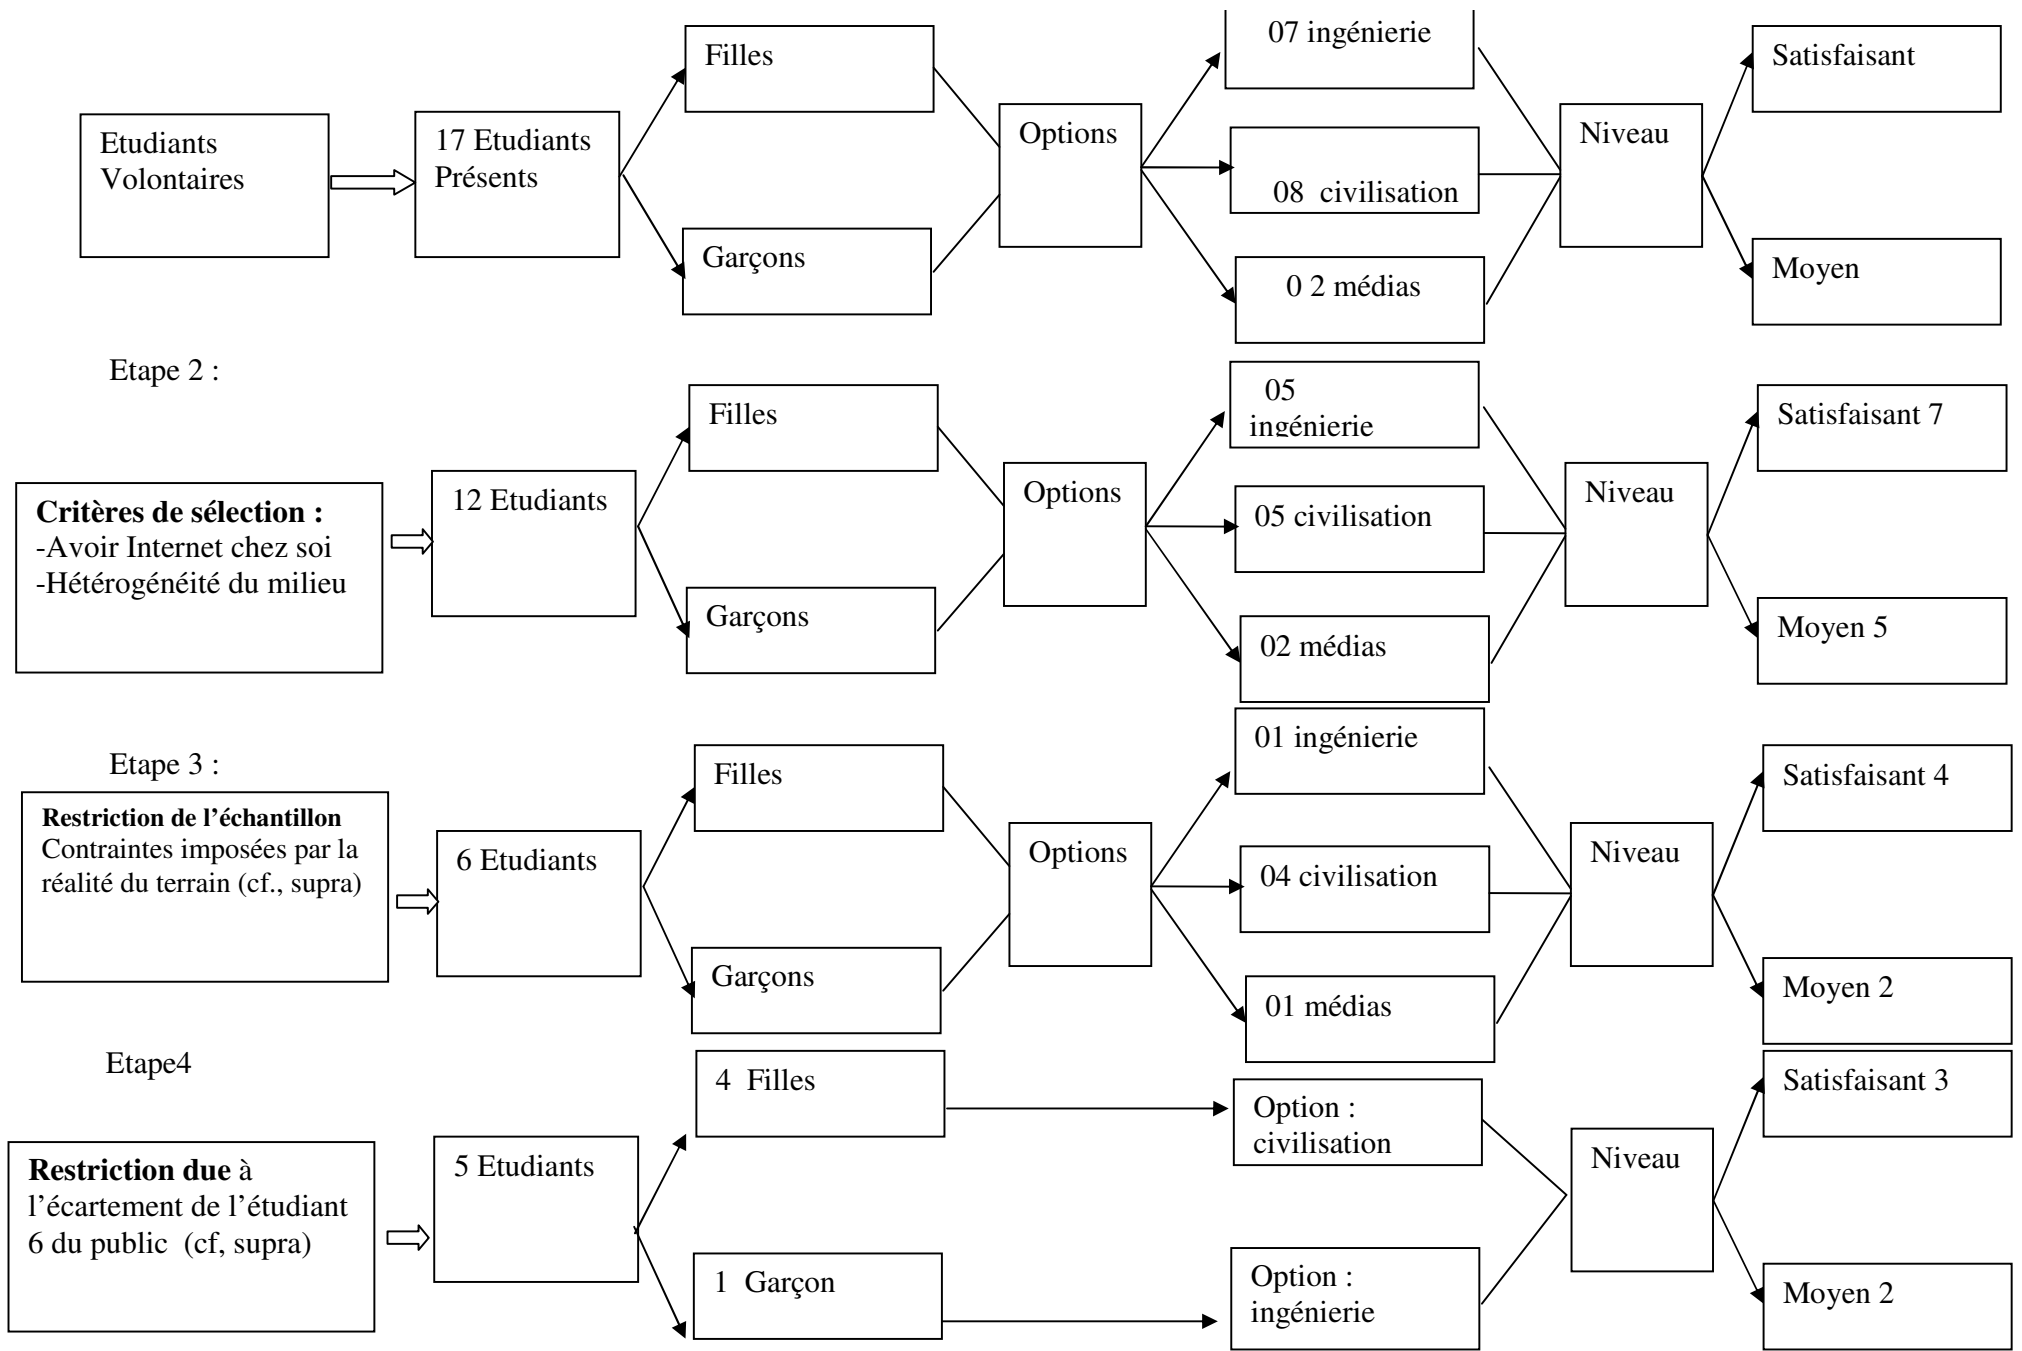 Etudiants
Volontaires
17 Etudiants
Présents
Filles
Garçons
Options
07 ingénierie
08 civilisation
0 2 médias
Niveau
Satisfaisant
Moyen
Etape 2 :
Critères de sélection :
-Avoir Internet chez soi
-Hétérogénéité du milieu
12 Etudiants
Filles
Garçons
Options
05
ingénierie
05 civilisation
02 médias
Niveau
Satisfaisant 7
Moyen 5
Etape 3 :
Restriction de l’échantillon
Contraintes imposées par la
réalité du terrain (cf., supra)
6 Etudiants
Filles
Garçons
Options
01 ingénierie
04 civilisation
01 médias
Niveau
Satisfaisant 4
Moyen 2
Etape4
Restriction due à
l’écartement de l’étudiant
6 du public (cf, supra)
5 Etudiants
4 Filles
1 Garçon
Option :
civilisation
Option :
ingénierie
Niveau
Satisfaisant 3
Moyen 2